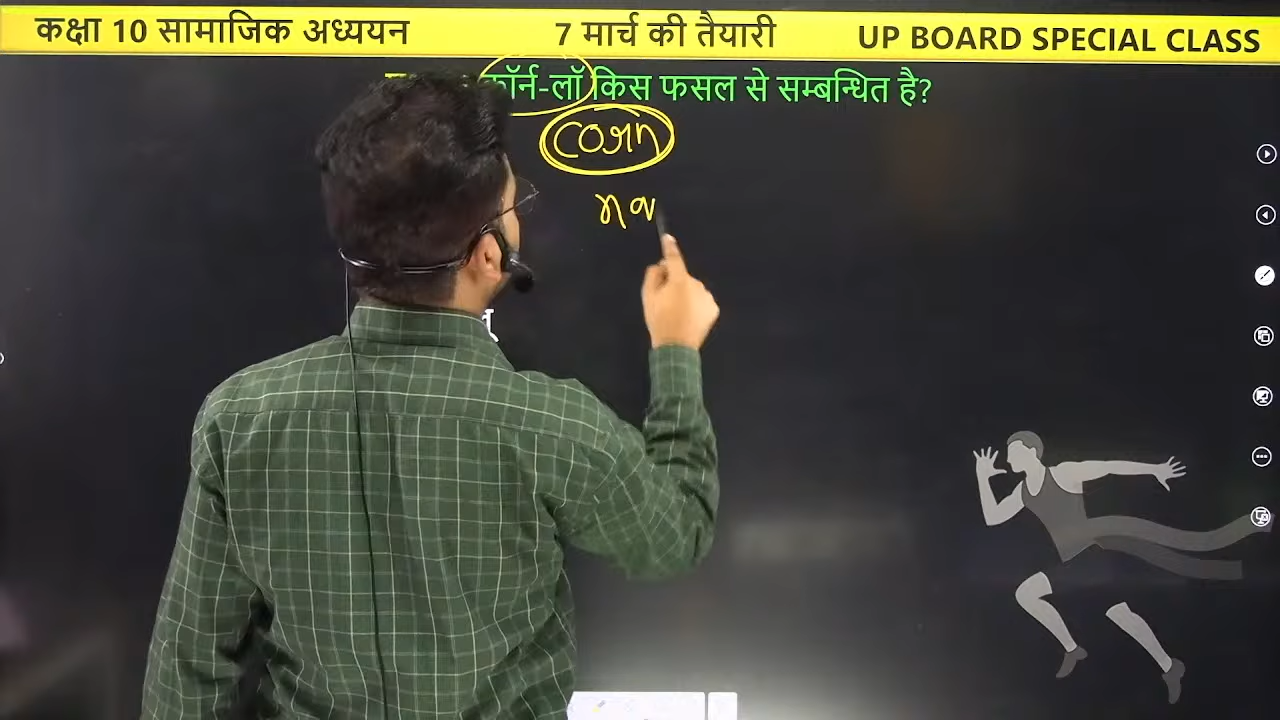 कक्षा 10 सामाजिक अध्ययन 7 मार्च की तैयारी UP BOARD SPECIAL CLASS
कॉर्न-लॉ किस फसल से सम्बन्धित है?
corn